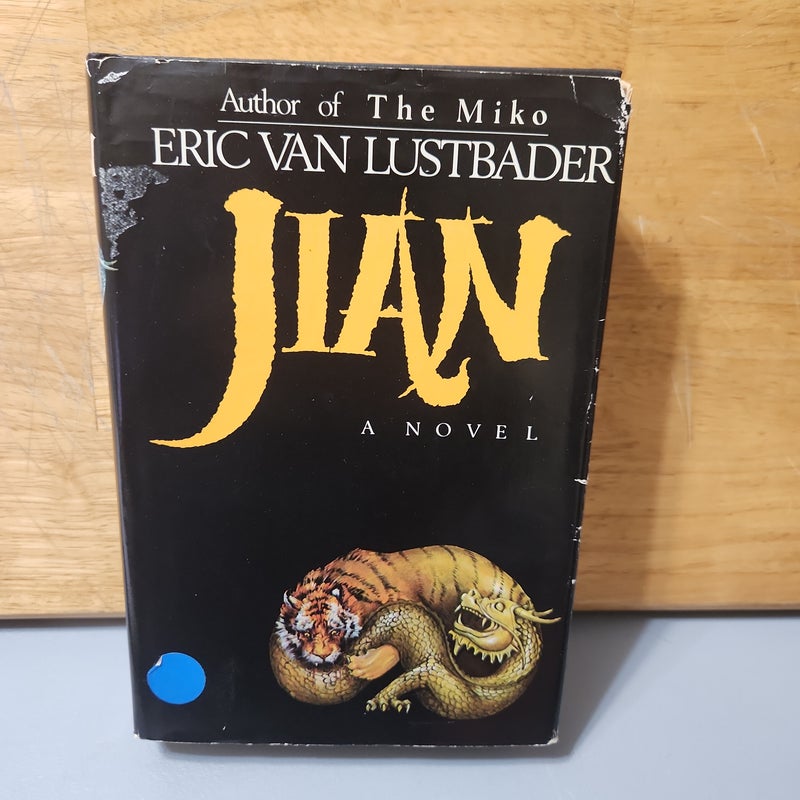 Author of The Miko
ERIC VAN LUSTBADER
JIAN
A NOVEL